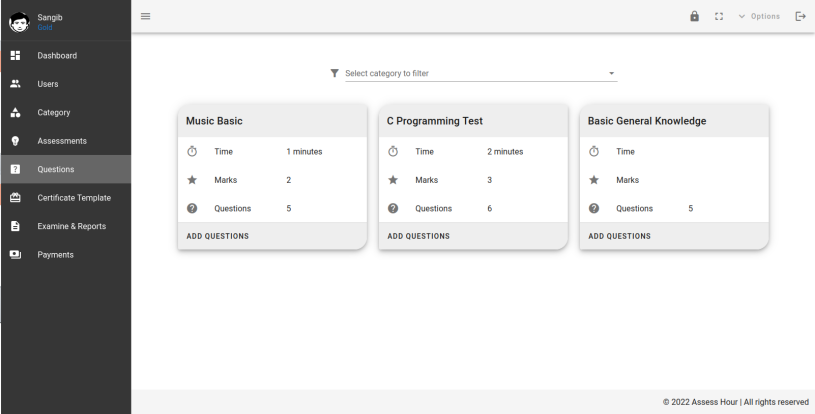 Sangib
Gold
Options
Dashboard
Users
Category
Assessments
Questions
Certificate Template
Examine & Reports
Payments
Select category to filter
Music Basic
Time 1 minutes
Marks 2
Questions 5
ADD QUESTIONS
C Programming Test
Time 2 minutes
Marks 3
Questions 6
ADD QUESTIONS
Basic General Knowledge
Time
Marks
Questions 5
ADD QUESTIONS
© 2022 Assess Hour | All rights reserved